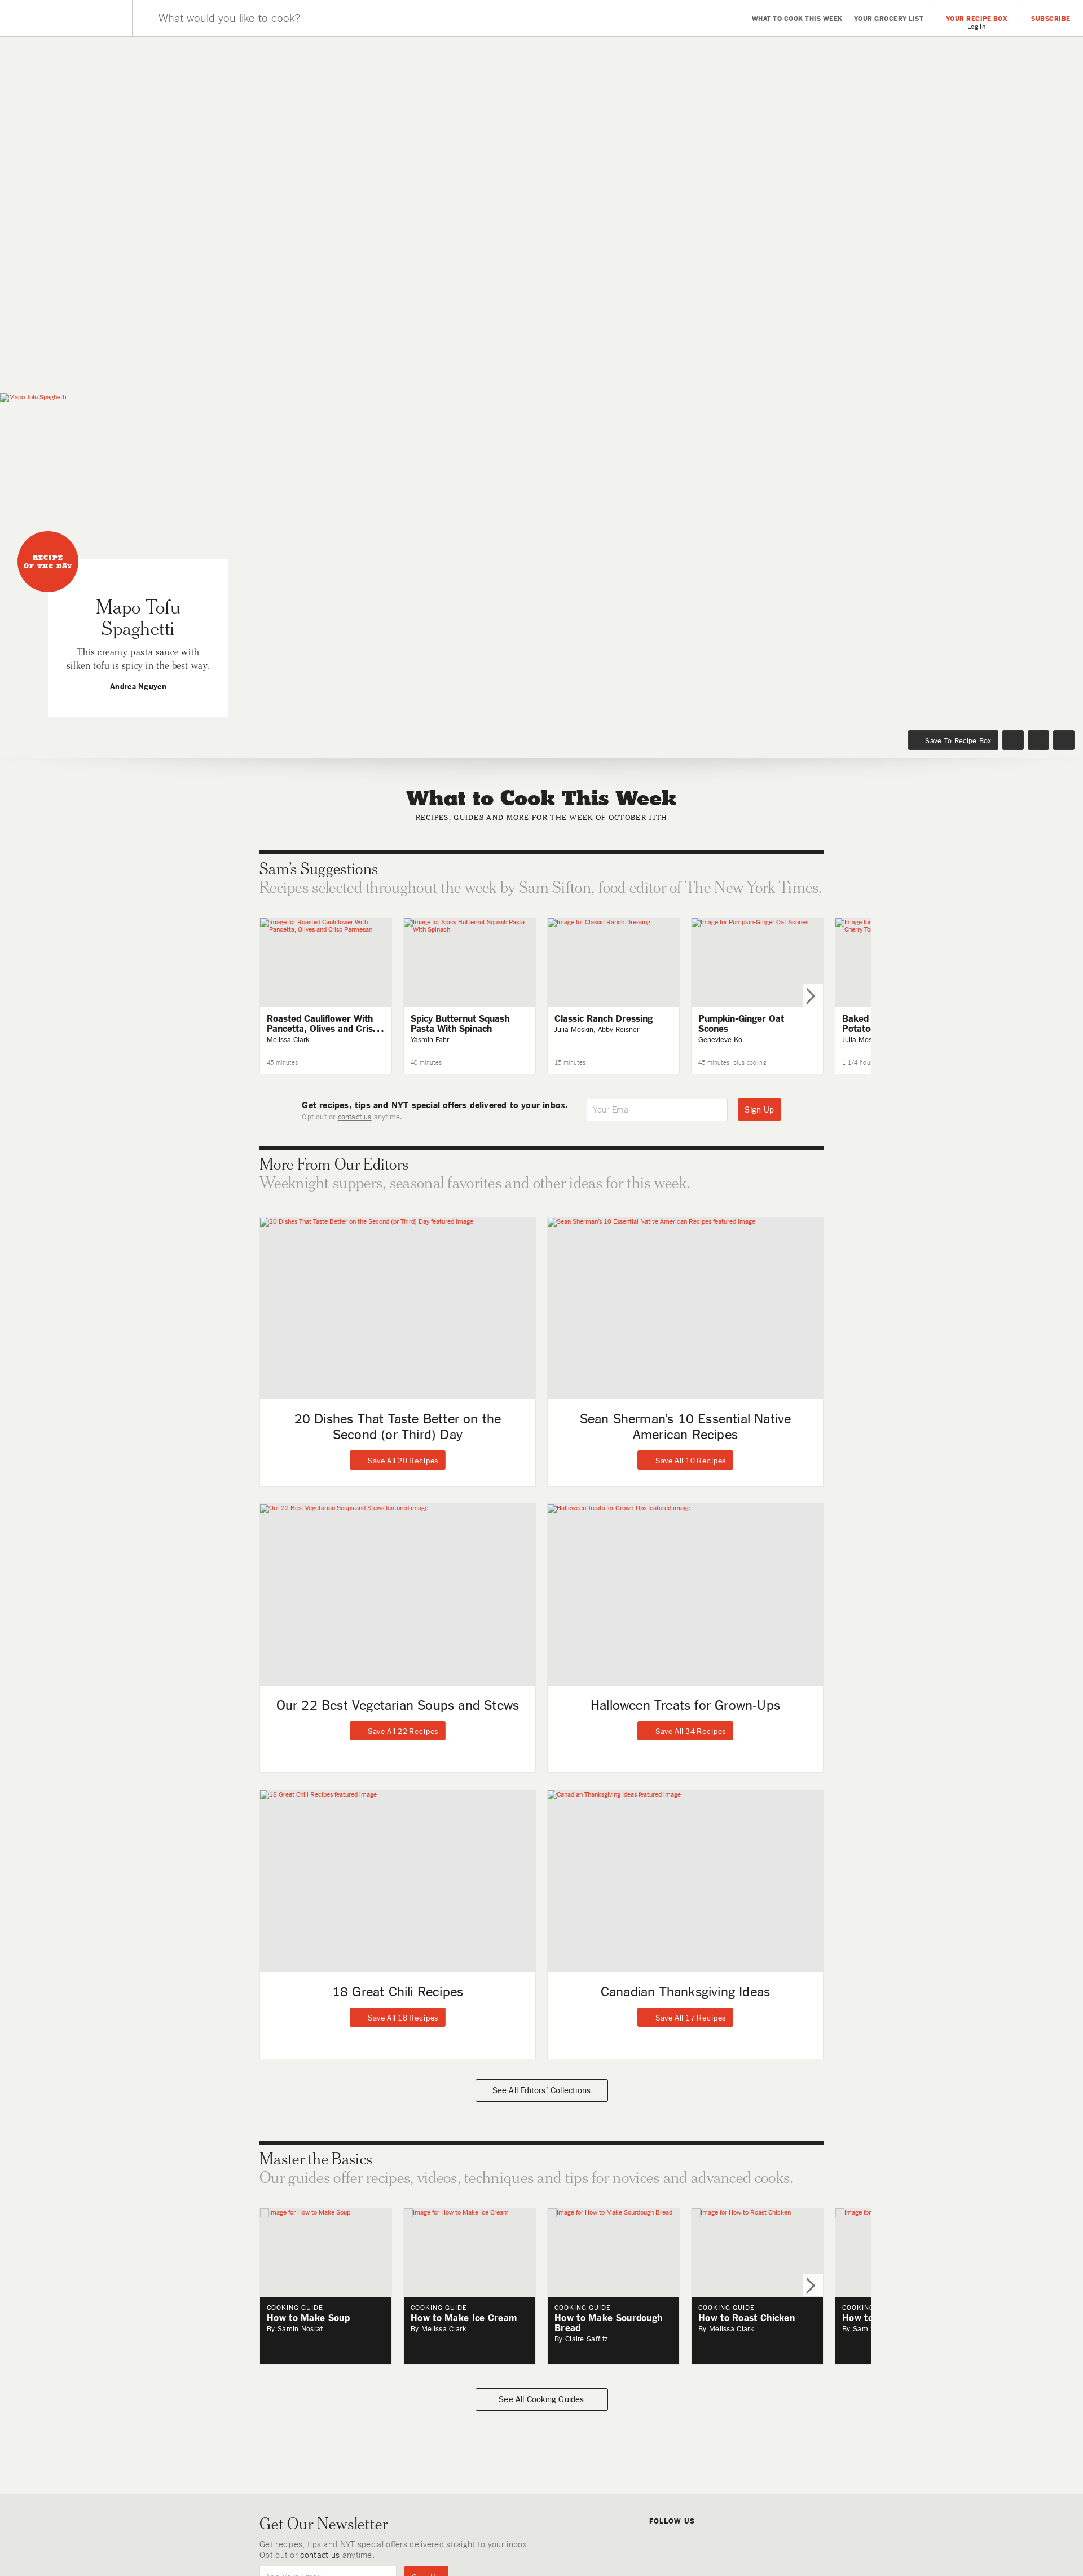 What would you like to cook?
WHAT TO COOK THIS WEEK
YOUR GROCERY LIST
YOUR RECIPE BOX
Log In
SUBSCRIBE
Mapo Tofu Spaghetti
RECIPE
OF THE DAY
Mapo Tofu
Spaghetti
This creamy pasta sauce with
silken tofu is spicy in the best way.
Andrea Nguyen
Save To Recipe Box
What to Cook This Week
RECIPES, GUIDES AND MORE FOR THE WEEK OF OCTOBER 11TH
Sam's Suggestions
Recipes selected throughout the week by Sam Sifton, food editor of The New York Times.
Image for Roasted Cauliflower With
Pancetta, Olives and Crisp Parmesan
Roasted Cauliflower With
Pancetta, Olives and Cris...
Melissa Clark
45 minutes
Image for Spicy Butternut Squash Pasta
With Spinach
Spicy Butternut Squash
Pasta With Spinach
Yasmin Fahr
40 minutes
Image for Classic Ranch Dressing
Classic Ranch Dressing
Julia Moskin, Abby Reisner
15 minutes
Image for Pumpkin-Ginger Oat Scones
Pumpkin-Ginger Oat
Scones
Genevieve Ko
45 minutes, plus cooling
Image for
Cherry
Baked
Julia
1 1/4
Get recipes, tips and NYT special offers delivered to your inbox.
Opt out or contact us anytime.
Your Email
Sign Up
More From Our Editors
Weeknight suppers, seasonal favorites and other ideas for this week.
20 Dishes That Taste Better on the Second (or Third) Day featured image
20 Dishes That Taste Better on the
Second (or Third) Day
Save All 20 Recipes
Sean Sherman's 10 Essential Native American Recipes featured image
Sean Sherman's 10 Essential Native
American Recipes
Save All 10 Recipes
Our 22 Best Vegetarian Soups and Stews featured image
Our 22 Best Vegetarian Soups and Stews
Save All 22 Recipes
Halloween Treats for Grown-Ups featured image
Halloween Treats for Grown-Ups
Save All 34 Recipes
18 Great Chili Recipes featured image
18 Great Chili Recipes
Save All 18 Recipes
Canadian Thanksgiving Ideas featured image
Canadian Thanksgiving Ideas
Save All 17 Recipes
See All Editors' Collections
Master the Basics
Our guides offer recipes, videos, techniques and tips for novices and advanced cooks.
Image for How to Make Soup
COOKING GUIDE
How to Make Soup
By Samin Nosrat
Image for How to Make Ice Cream
COOKING GUIDE
How to Make Ice Cream
By Melissa Clark
Image for How to Make Sourdough Bread
COOKING GUIDE
How to Make Sourdough
Bread
By Claire Saffitz
Image for How to Roast Chicken
COOKING GUIDE
How to Roast Chicken
By Melissa Clark
Image for
How to
By Sam
See All Cooking Guides
Get Our Newsletter
FOLLOW US
Get recipes, tips and NYT special offers delivered straight to your inbox.
Opt out or contact us anytime.